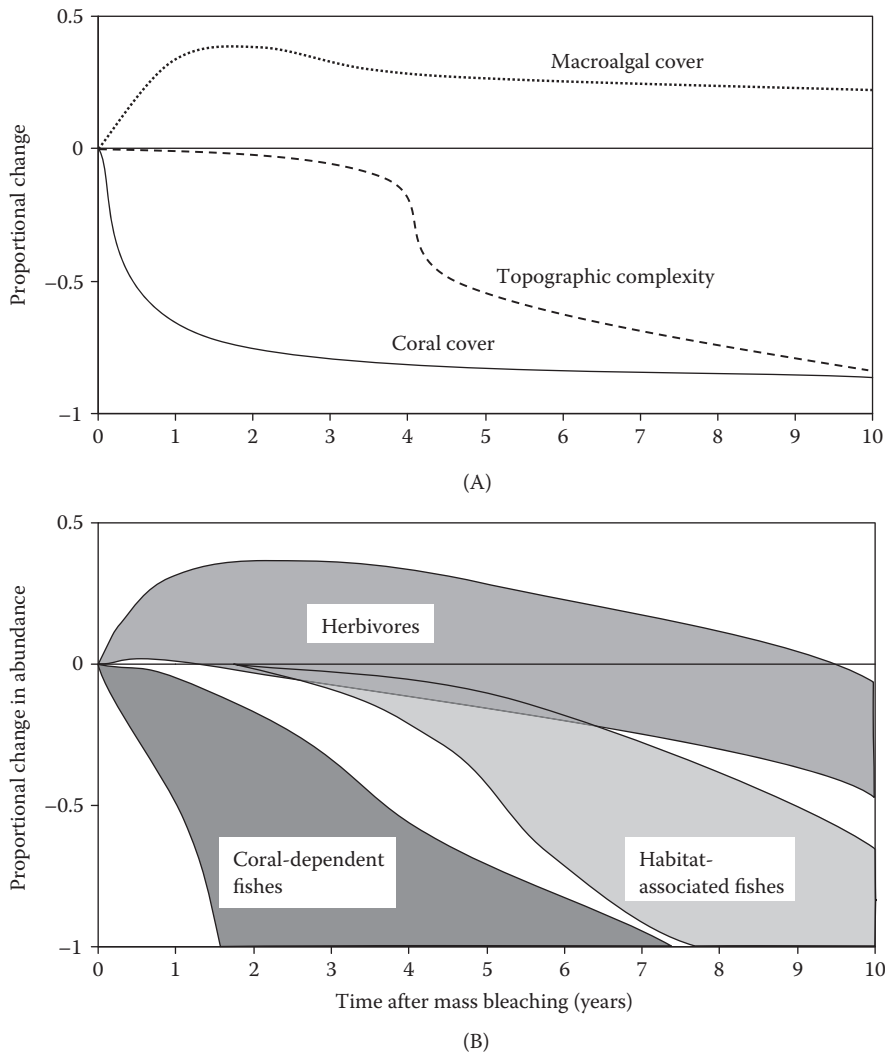 0.5
Macroalgal cover
0
Proportional change
−0.5
Topographic complexity
Coral cover
−1
0 1 2 3 4 5 6 7 8 9 10
(A)
0.5
Herbivores
0
Proportional change in abundance
−0.5
Coral-dependent
fishes
Habitat-
associated fishes
−1
0 1 2 3 4 5 6 7 8 9 10
Time after mass bleaching (years)
(B)